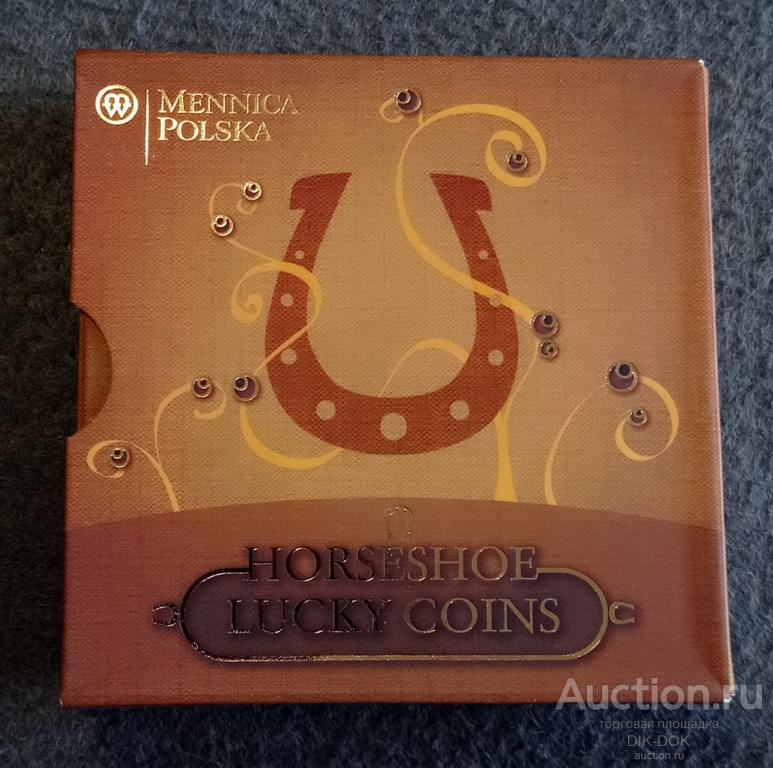 MENNICA
POLSKA
HORSESHOE
LUCKY COINS
Auction.ru
торговая площадка
DIK-DOK
auction.ru